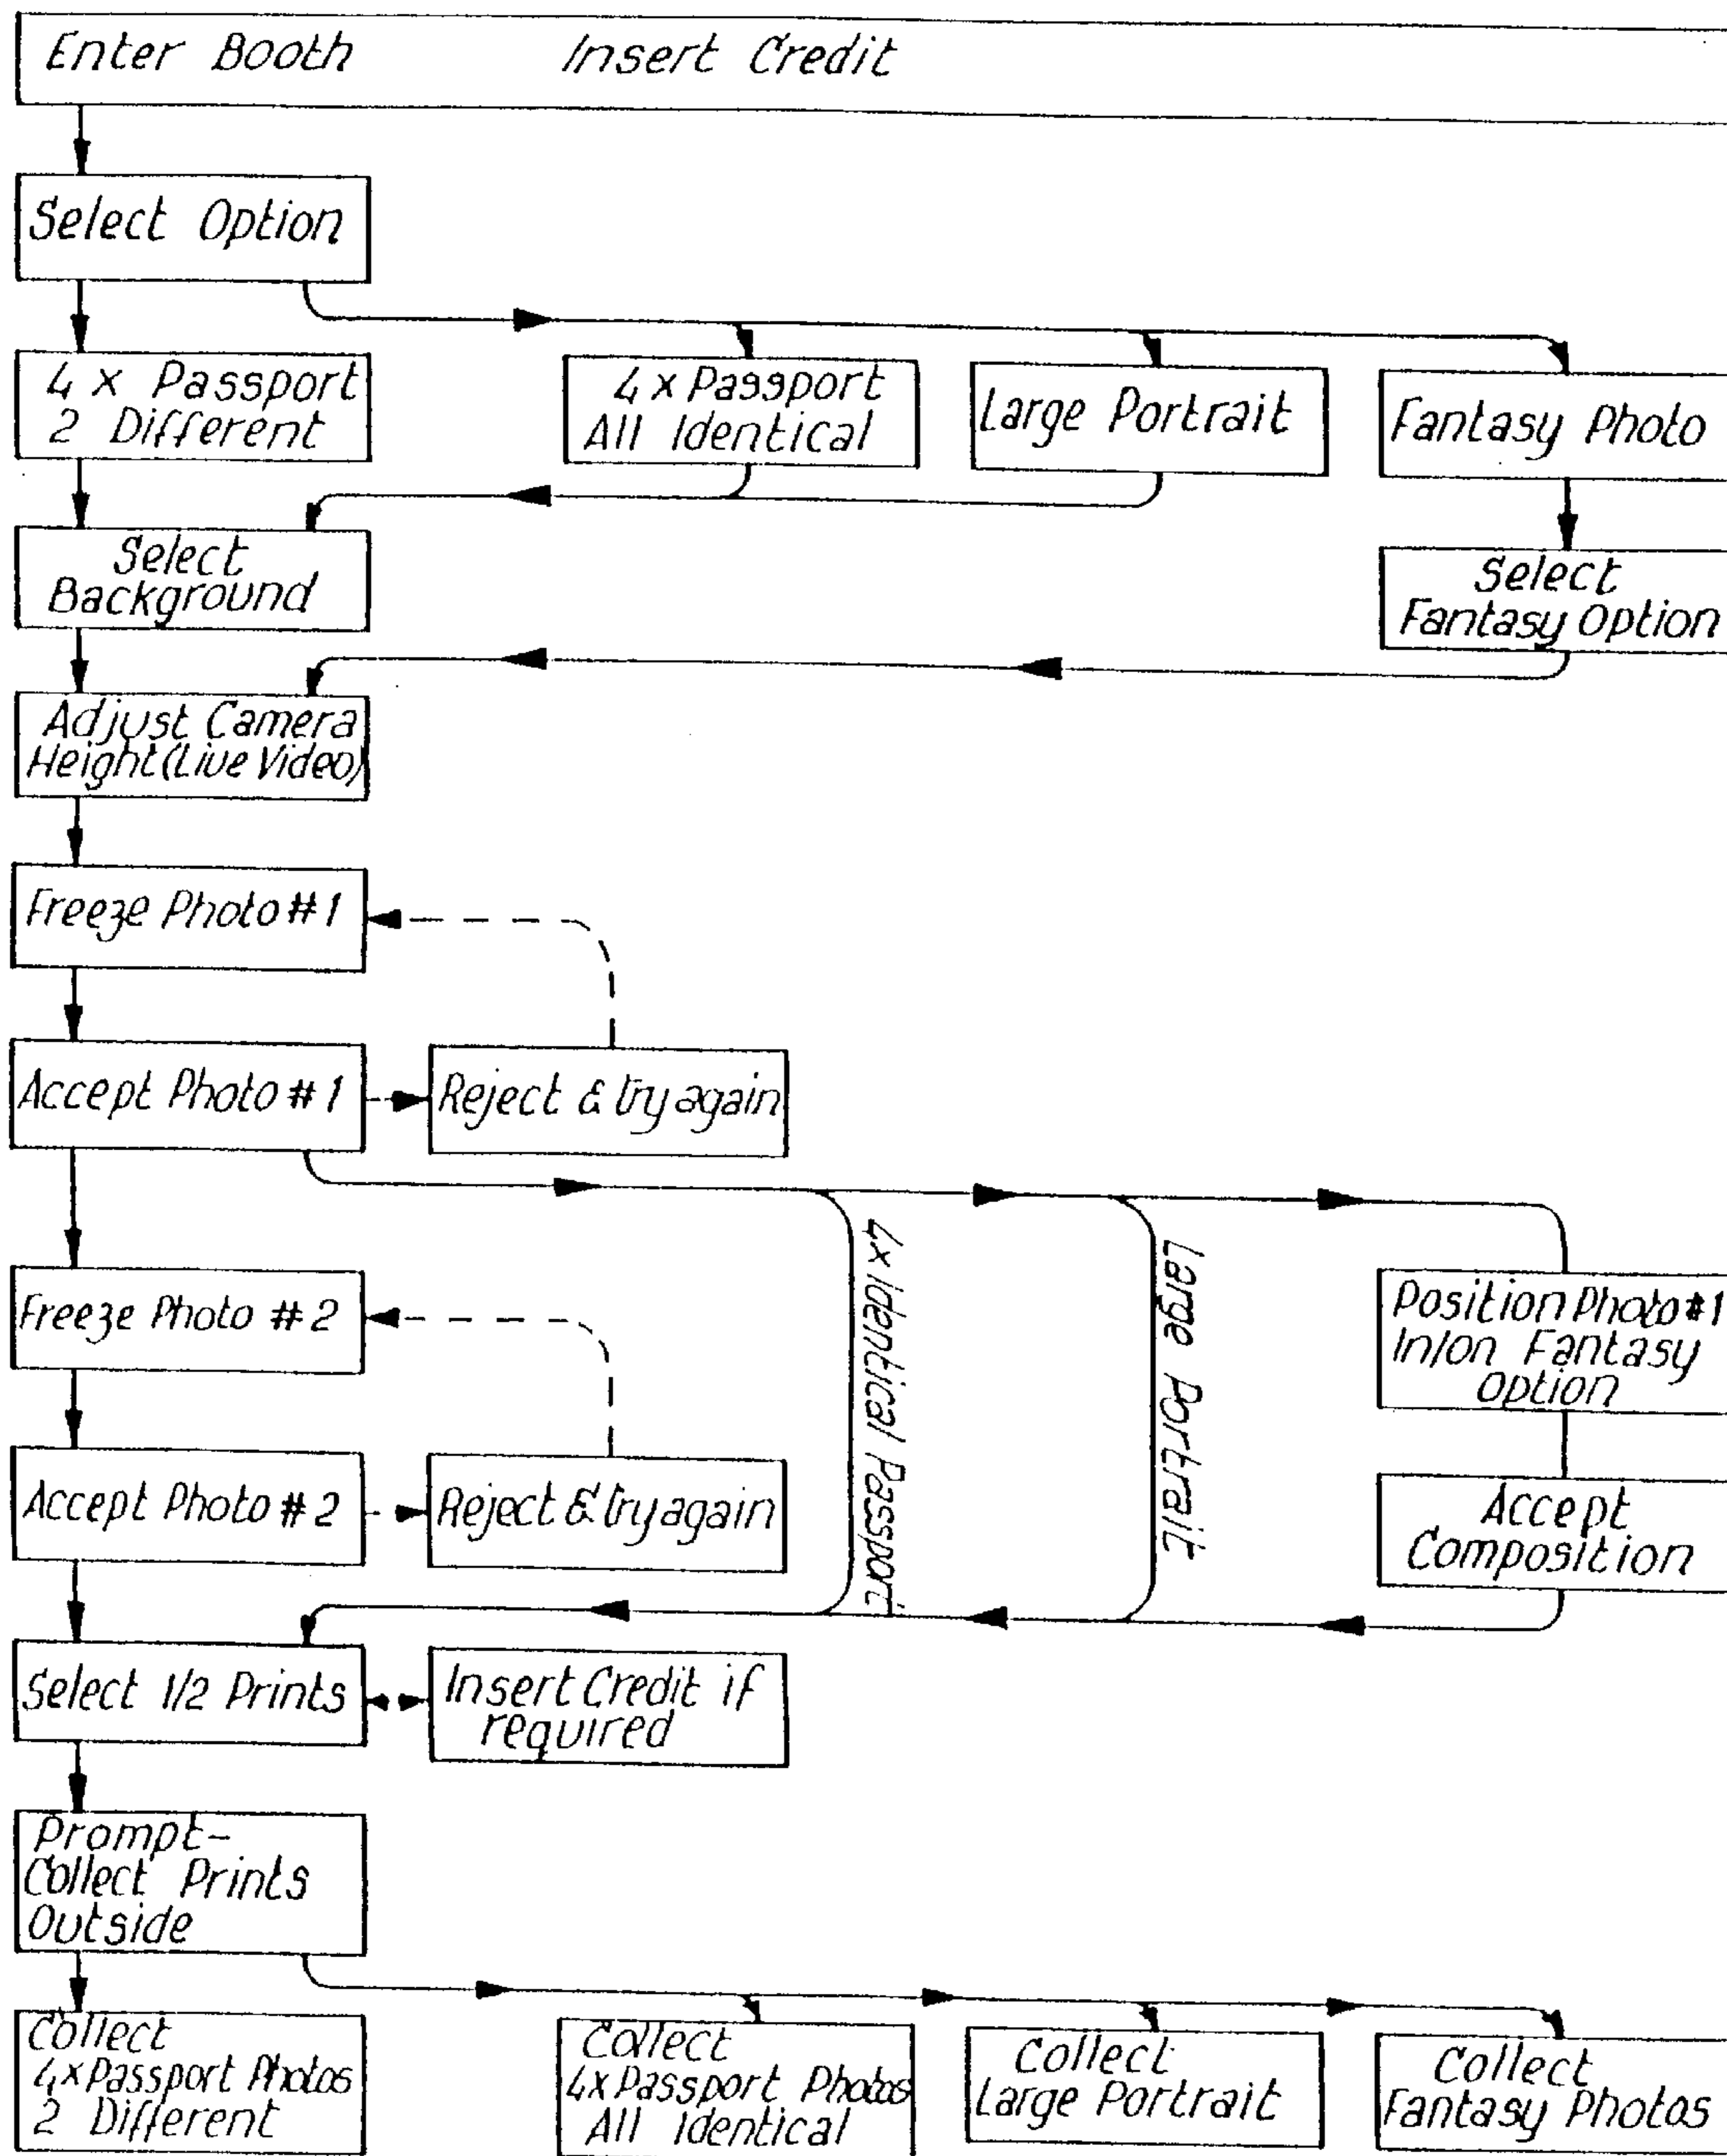 Enter Booth Insert Credit
Select Option
4 x Passport
2 Different
4 x Passport
All Identical
Large Portrait
Fantasy Photo
Select
Background
Select
Fantasy Option
Adjust Camera
Height (Live Video)
Freeze Photo #1
Accept Photo #1
Reject & try again
4x Identical Passport
Large Portrait
Freeze Photo #2
Position Photo #1
In/on Fantasy
Option
Accept Photo #2
Reject & try again
Accept
Composition
Select 1/2 Prints
Insert Credit if
required
Prompt-
Collect Prints
Outside
Collect
4x Passport Photos
2 Different
Collect
4x Passport Photos
All Identical
Collect
Large Portrait
Collect
Fantasy Photos